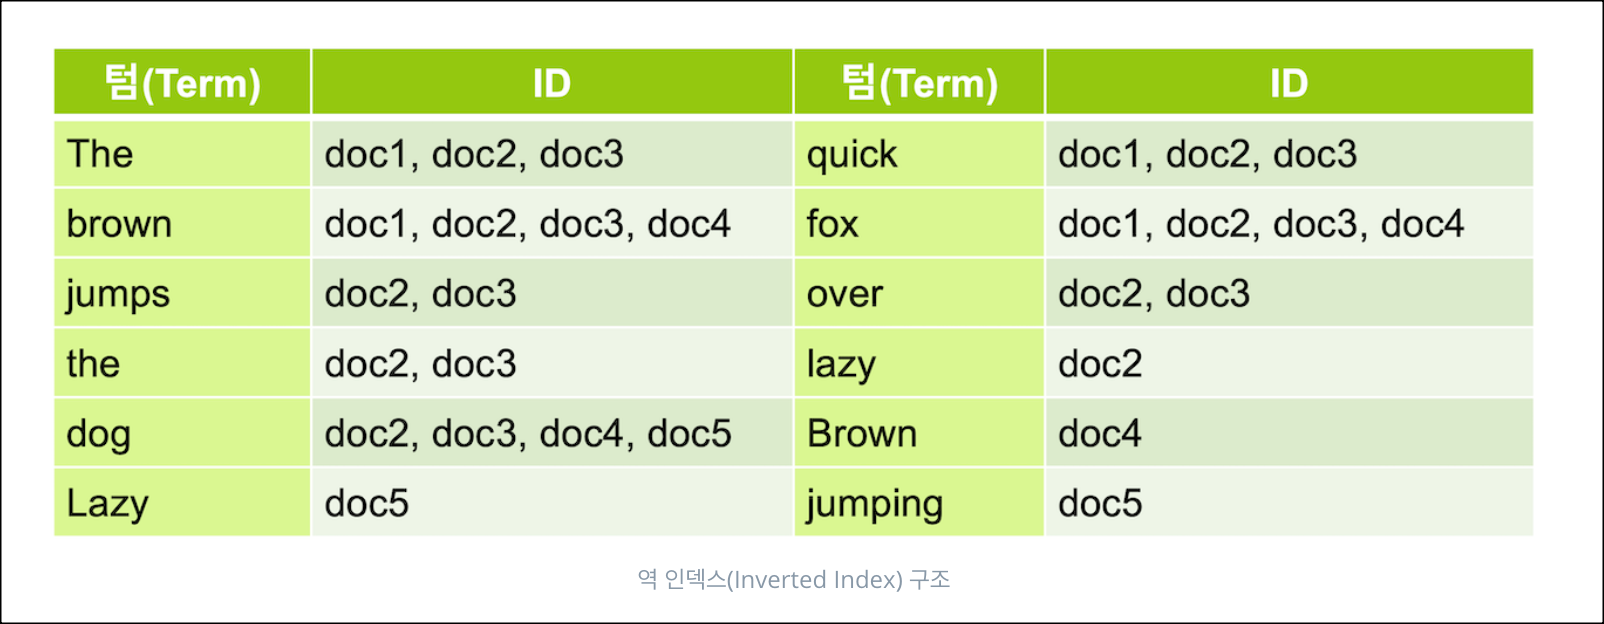 텀(Term) ID 텀(Term) ID
The doc1, doc2, doc3 quick doc1, doc2, doc3
brown doc1, doc2, doc3, doc4 fox doc1, doc2, doc3, doc4
jumps doc2, doc3 over doc2, doc3
the doc2, doc3 lazy doc2
dog doc2, doc3, doc4, doc5 Brown doc4
Lazy doc5 jumping doc5
역 인덱스(Inverted Index) 구조